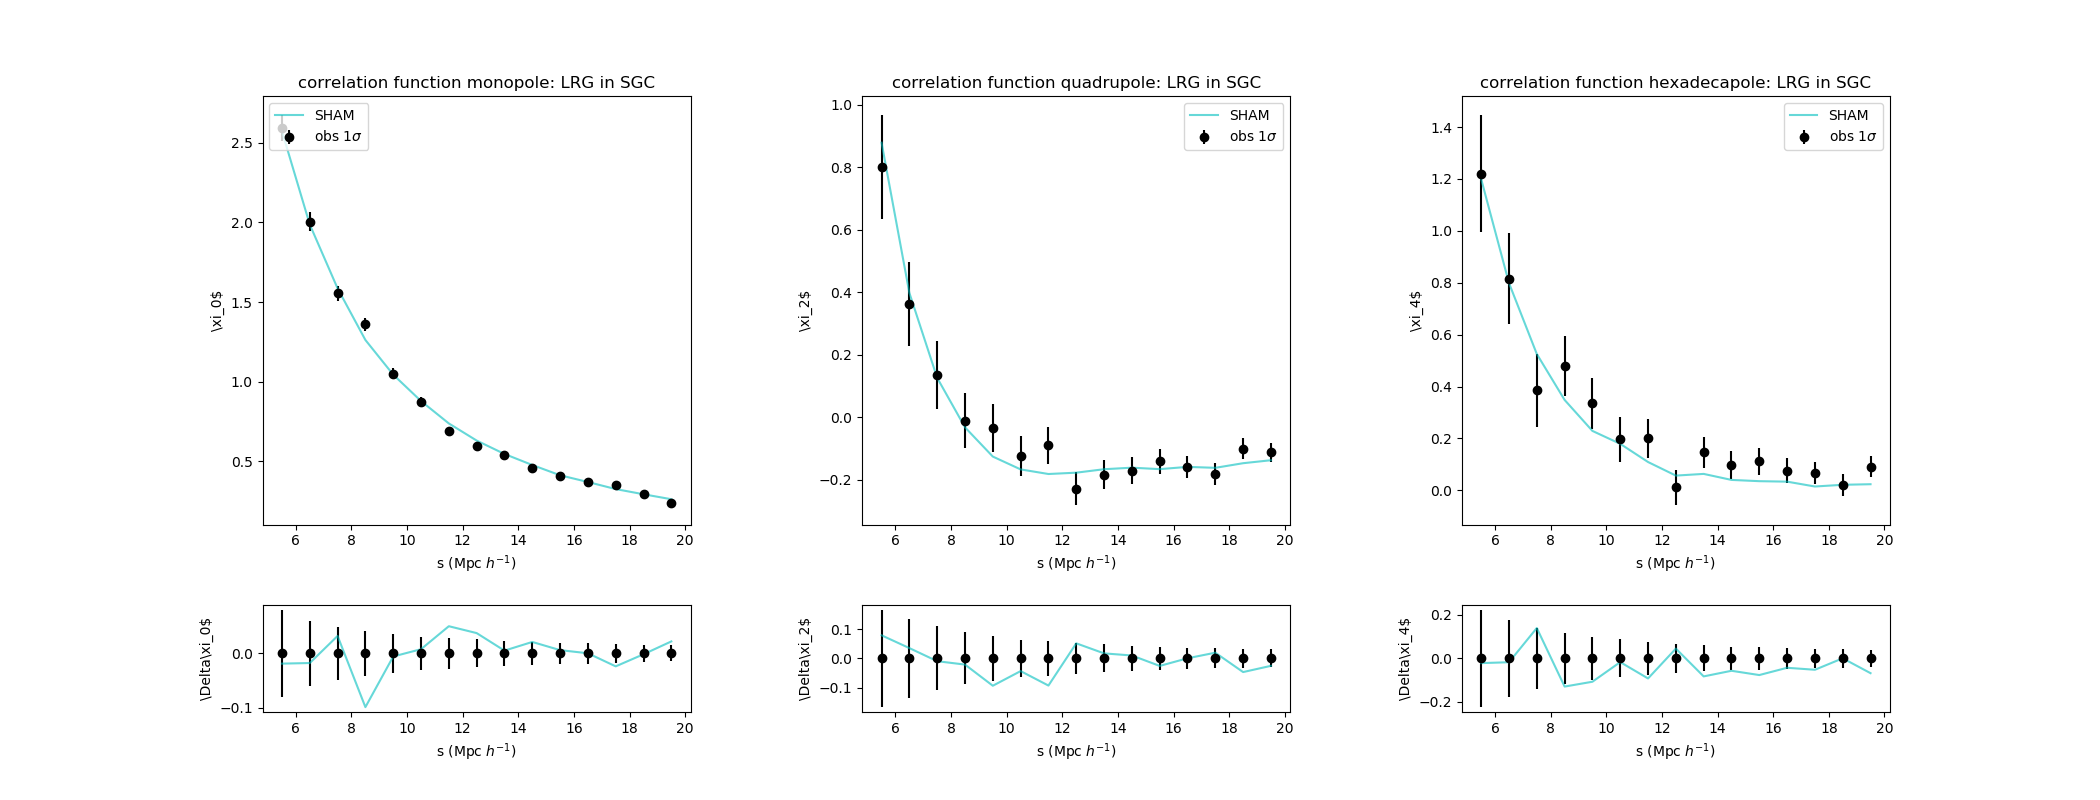 correlation function monopole: LRG in SGC
SHAM
obs 1σ
2.5
2.0
1.5
1.0
0.5
\xi_0$
6 8 10 12 14 16 18 20
s (Mpc h⁻¹)
0.0
−0.1
\Delta\xi_0$
6 8 10 12 14 16 18 20
s (Mpc h⁻¹)
correlation function quadrupole: LRG in SGC
SHAM
obs 1σ
1.0
0.8
0.6
0.4
0.2
0.0
−0.2
\xi_2$
6 8 10 12 14 16 18 20
s (Mpc h⁻¹)
0.1
0.0
−0.1
\Delta\xi_2$
6 8 10 12 14 16 18 20
s (Mpc h⁻¹)
correlation function hexadecapole: LRG in SGC
SHAM
obs 1σ
1.4
1.2
1.0
0.8
0.6
0.4
0.2
0.0
\xi_4$
6 8 10 12 14 16 18 20
s (Mpc h⁻¹)
0.2
0.0
−0.2
\Delta\xi_4$
6 8 10 12 14 16 18 20
s (Mpc h⁻¹)